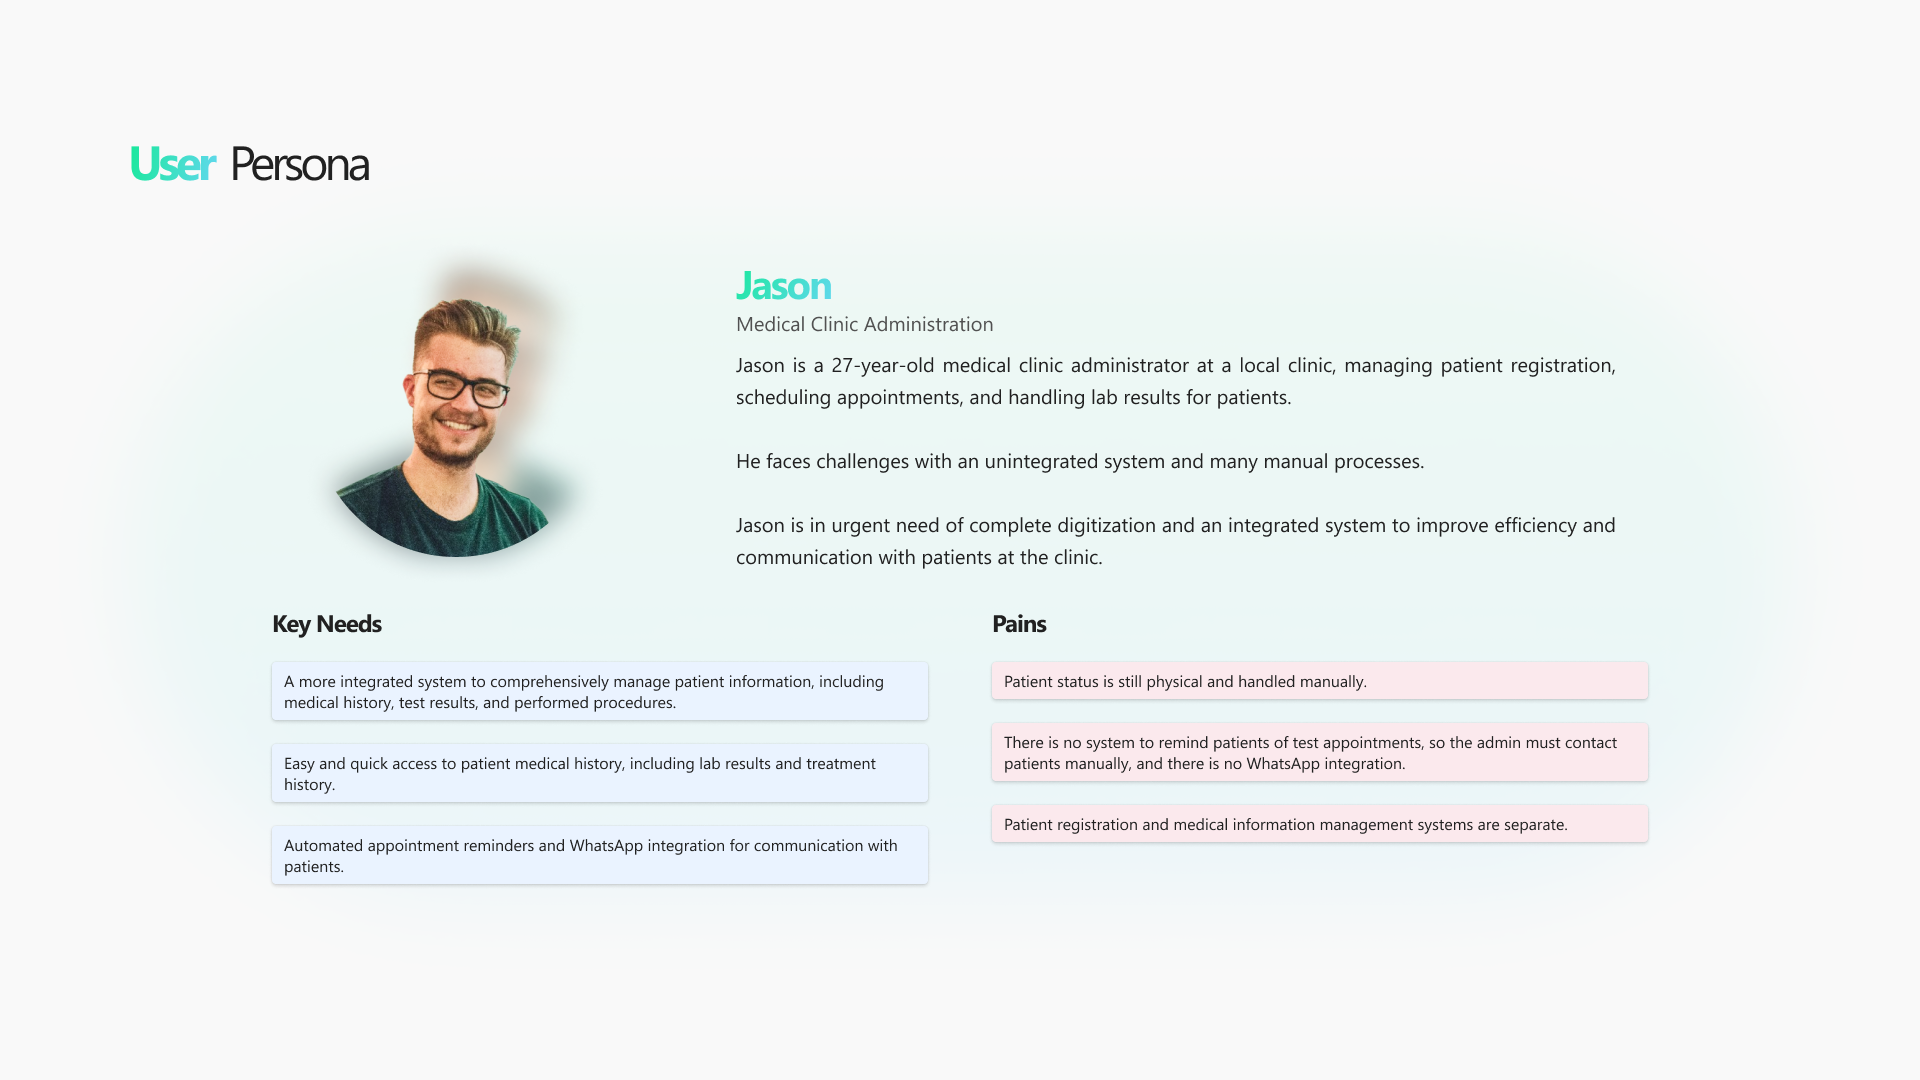 User Persona
Jason
Medical Clinic Administration
Jason is a 27-year-old medical clinic administrator at a local clinic, managing patient registration,
scheduling appointments, and handling lab results for patients.
He faces challenges with an unintegrated system and many manual processes.
Jason is in urgent need of complete digitization and an integrated system to improve efficiency and
communication with patients at the clinic.
Key Needs
A more integrated system to comprehensively manage patient information, including
medical history, test results, and performed procedures.
Easy and quick access to patient medical history, including lab results and treatment
history.
Automated appointment reminders and WhatsApp integration for communication with
patients.
Pains
Patient status is still physical and handled manually.
There is no system to remind patients of test appointments, so the admin must contact
patients manually, and there is no WhatsApp integration.
Patient registration and medical information management systems are separate.